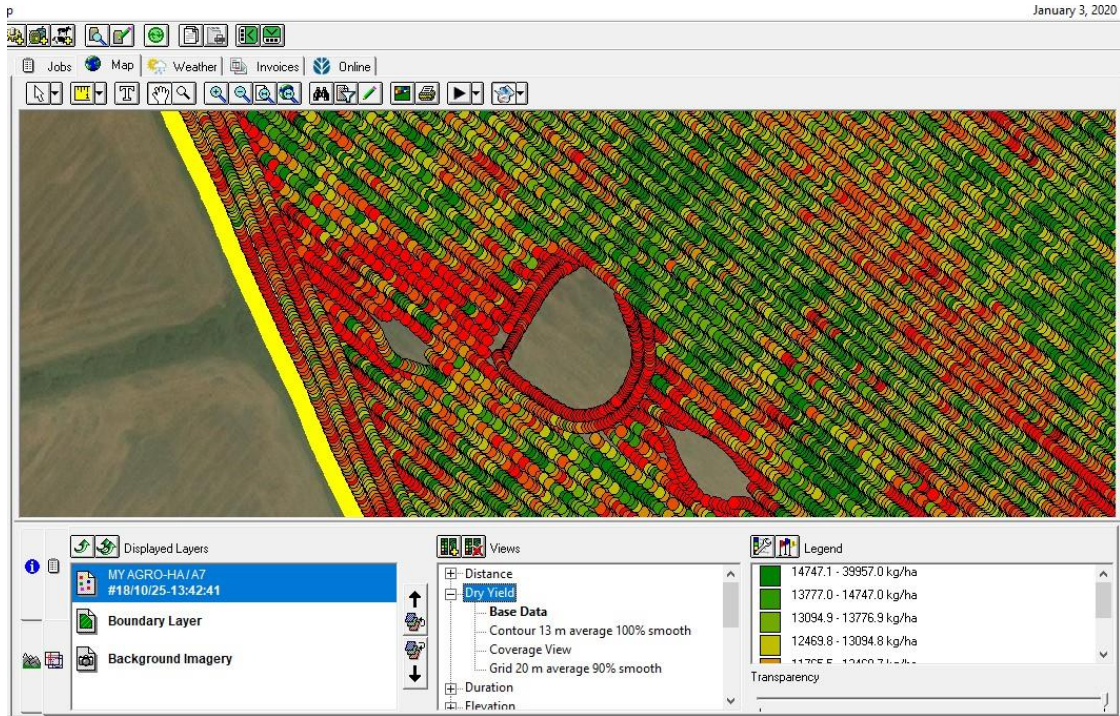 p
January 3, 2020
Jobs Map Weather Invoices Online
T
Displayed Layers
MY AGRO-HA / A7
#18/10/25-13:42:41
Boundary Layer
Background Imagery
Views
Distance
Dry Yield
Base Data
Contour 13 m average 100% smooth
Coverage View
Grid 20 m average 90% smooth
Duration
Elevation
Legend
14747.1 - 39957.0 kg/ha
13777.0 - 14747.0 kg/ha
13094.9 - 13776.9 kg/ha
12469.8 - 13094.8 kg/ha
Transparency